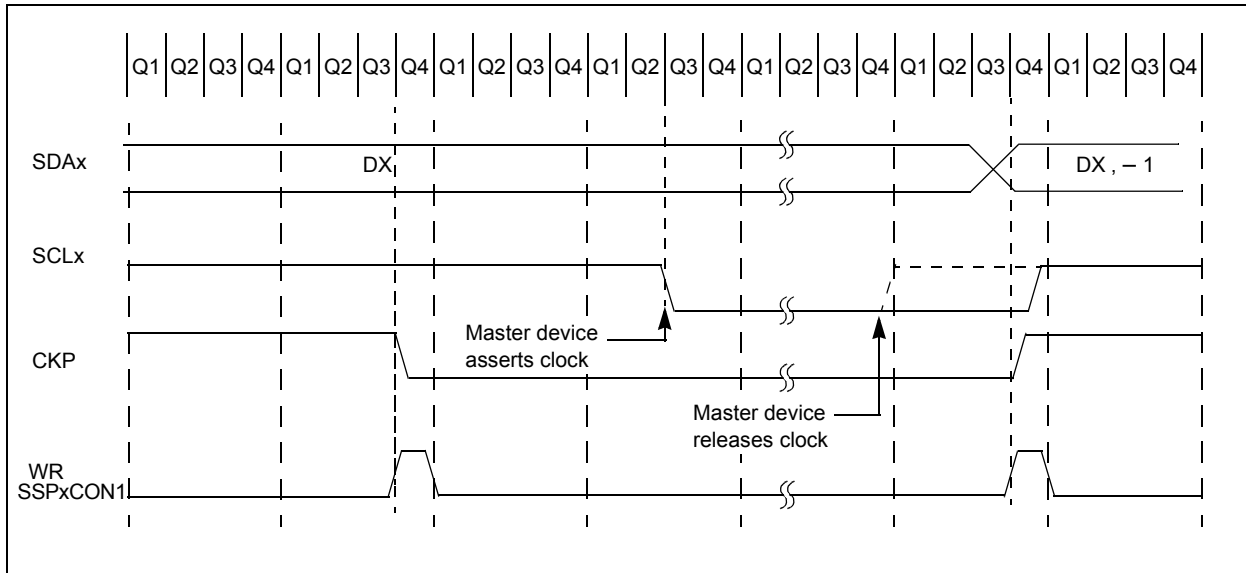 Q1 Q2 Q3 Q4 Q1 Q2 Q3 Q4 Q1 Q2 Q3 Q4 Q1 Q2 Q3 Q4 Q1 Q2 Q3 Q4 Q1 Q2 Q3 Q4 Q1 Q2 Q3 Q4
SDAx
DX
DX , – 1
SCLx
Master device
asserts clock
CKP
Master device
releases clock
WR
SSPxCON1